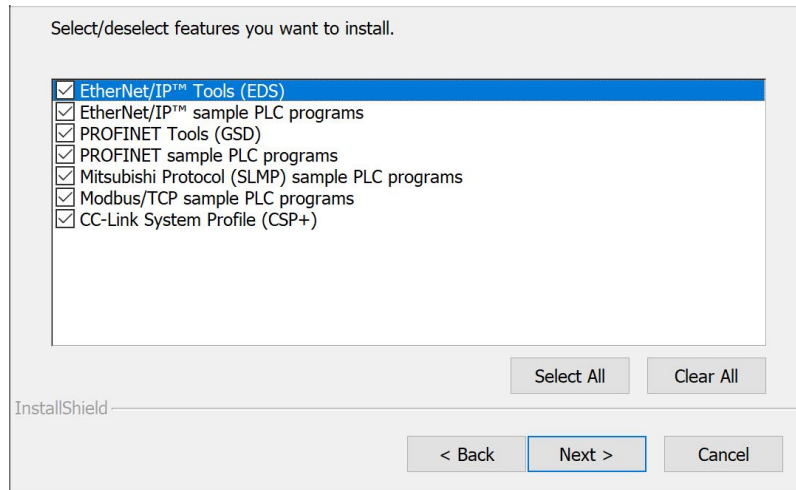 Select/deselect features you want to install.
EtherNet/IP™ Tools (EDS)
EtherNet/IP™ sample PLC programs
PROFINET Tools (GSD)
PROFINET sample PLC programs
Mitsubishi Protocol (SLMP) sample PLC programs
Modbus/TCP sample PLC programs
CC-Link System Profile (CSP+)
Select All
Clear All
InstallShield
< Back
Next >
Cancel